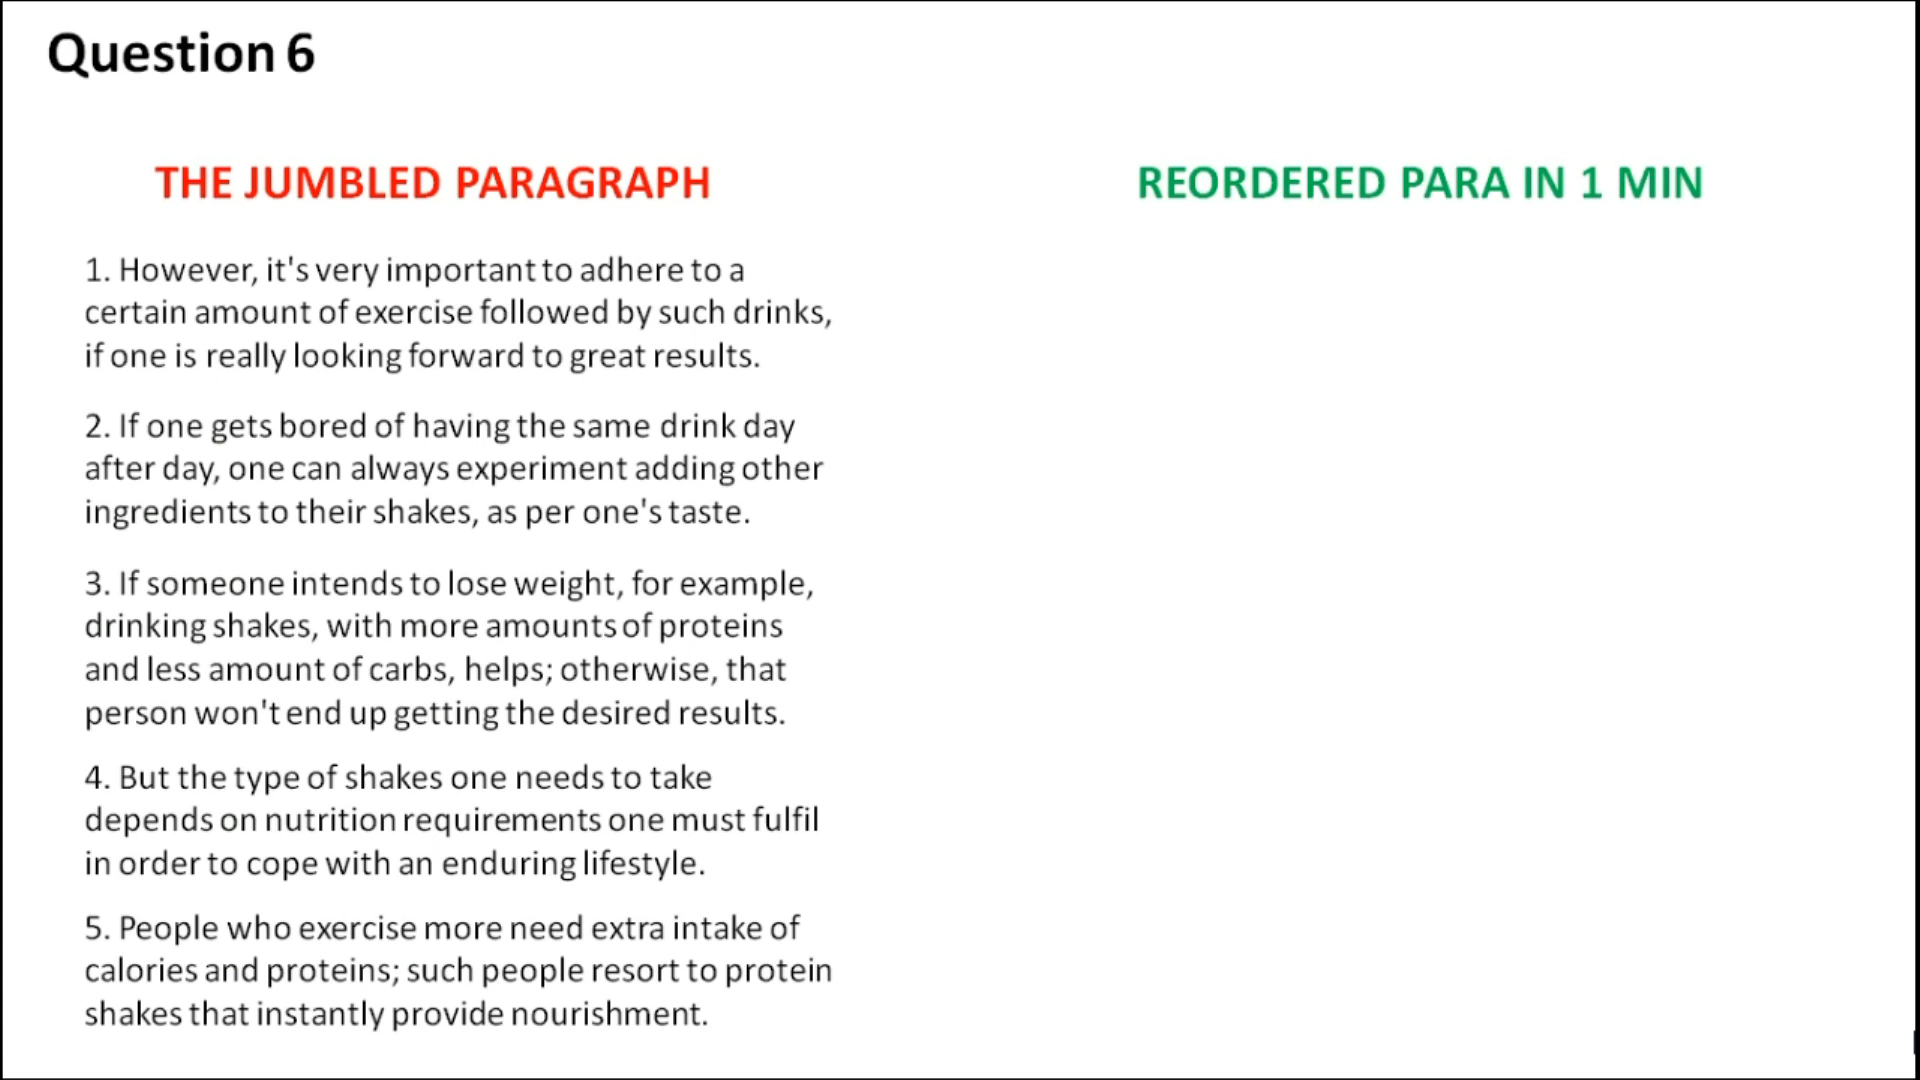 Question 6
THE JUMBLED PARAGRAPH
REORDERED PARA IN 1 MIN
1. However, it's very important to adhere to a
certain amount of exercise followed by such drinks,
if one is really looking forward to great results.
2. If one gets bored of having the same drink day
after day, one can always experiment adding other
ingredients to their shakes, as per one's taste.
3. If someone intends to lose weight, for example,
drinking shakes, with more amounts of proteins
and less amount of carbs, helps; otherwise, that
person won't end up getting the desired results.
4. But the type of shakes one needs to take
depends on nutrition requirements one must fulfil
in order to cope with an enduring lifestyle.
5. People who exercise more need extra intake of
calories and proteins; such people resort to protein
shakes that instantly provide nourishment.